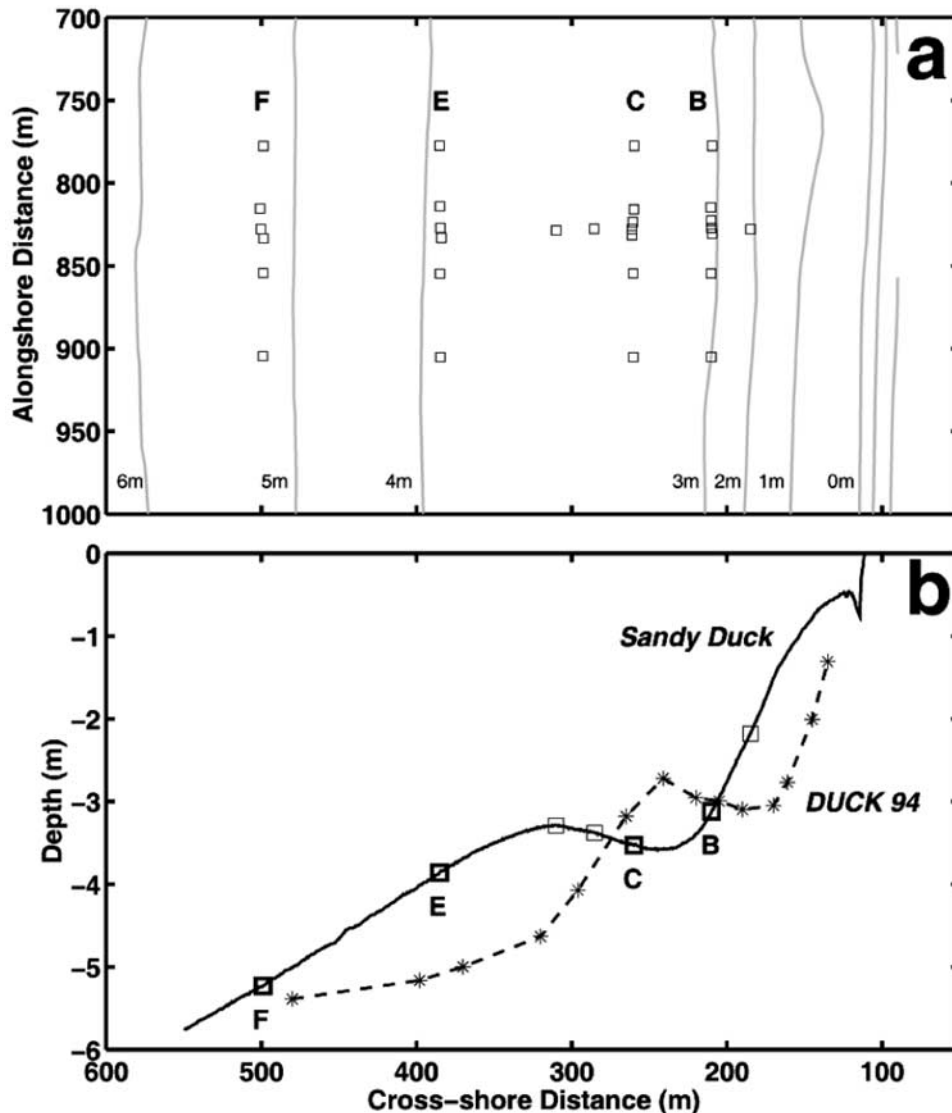 700
a
750
F E C B
800
850
900
950
6m 5m 4m 3m 2m 1m 0m
1000
Alongshore Distance (m)
0
b
-1
Sandy Duck
-2
-3
DUCK 94
B
C
-4
E
-5
F
-6
Depth (m)
600 500 400 300 200 100
Cross-shore Distance (m)